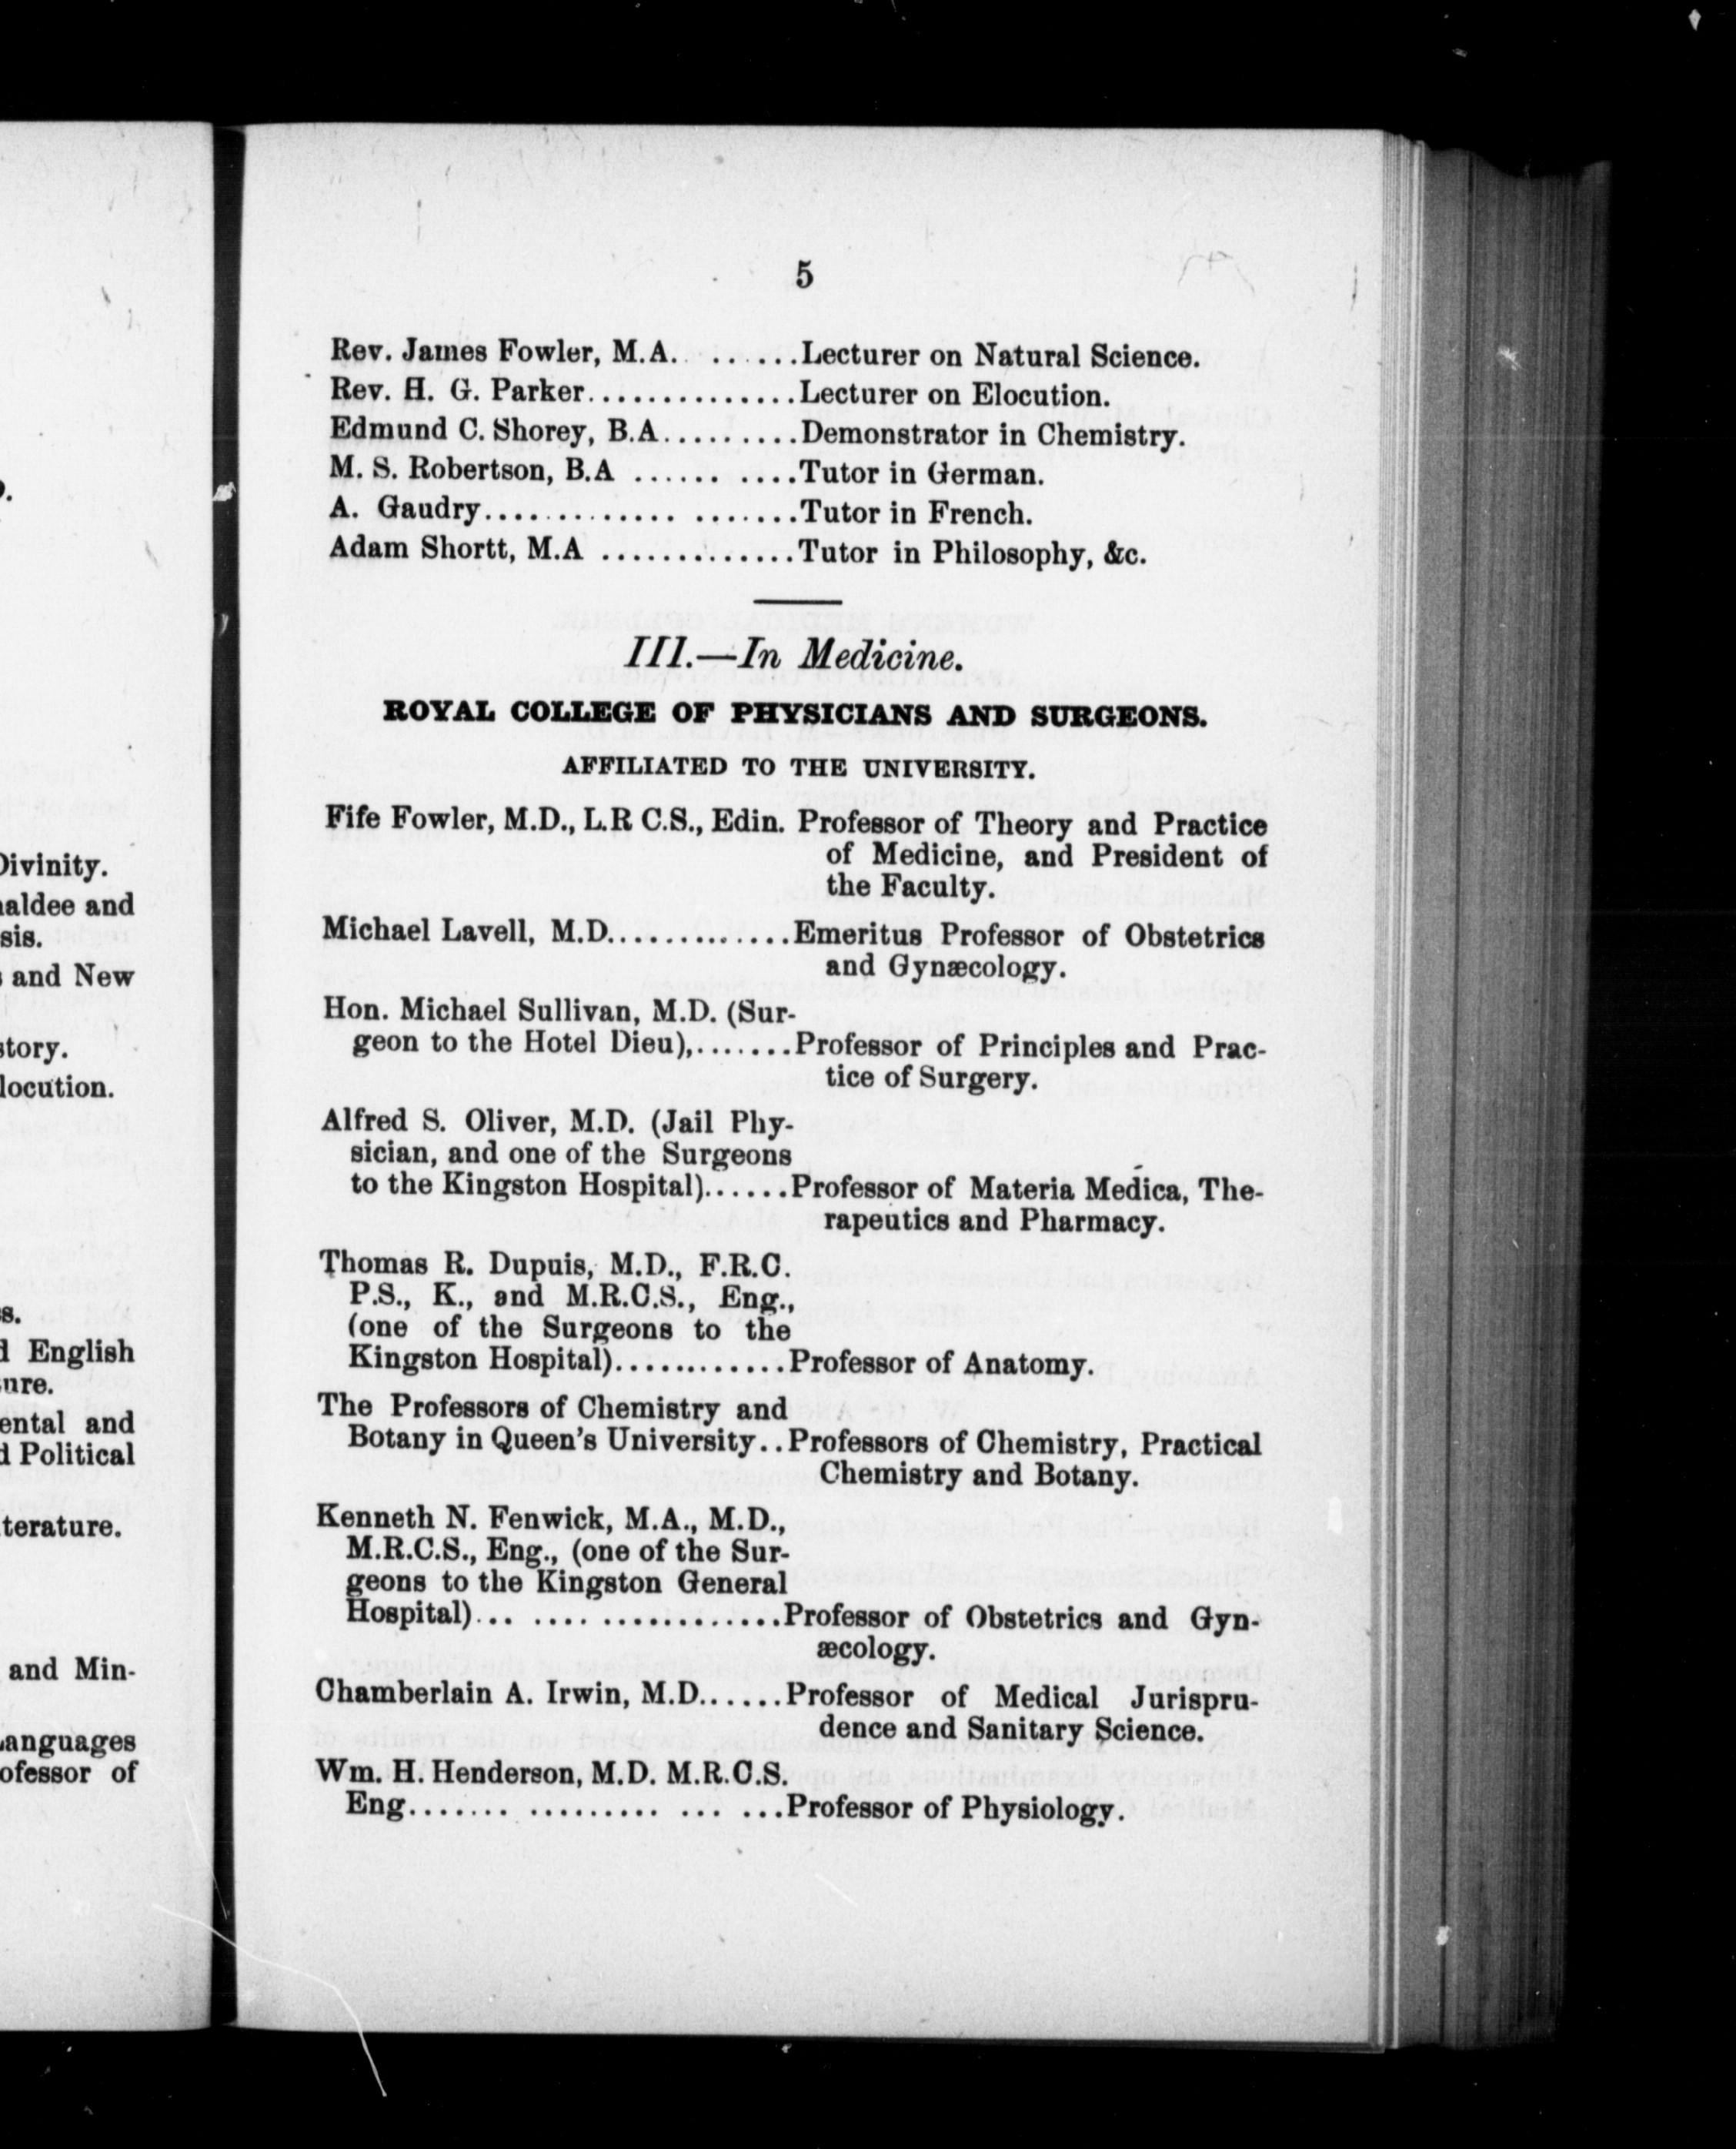 5
Rev. James Fowler, M.A. ......Lecturer on Natural Science.
Rev. H. G. Parker..............Lecturer on Elocution.
Edmund C. Shorey, B.A.........Demonstrator in Chemistry.
M. S. Robertson, B.A ...... ....Tutor in German.
A. Gaudry............. .......Tutor in French.
Adam Shortt, M.A .............Tutor in Philosophy, &c.
III.—In Medicine.
ROYAL COLLEGE OF PHYSICIANS AND SURGEONS.
AFFILIATED TO THE UNIVERSITY.
Fife Fowler, M.D., L.R C.S., Edin. Professor of Theory and Practice
of Medicine, and President of
the Faculty.
Michael Lavell, M.D.............Emeritus Professor of Obstetrics
and Gynæcology.
Hon. Michael Sullivan, M.D. (Sur-
geon to the Hotel Dieu),.......Professor of Principles and Prac-
tice of Surgery.
Alfred S. Oliver, M.D. (Jail Phy-
sician, and one of the Surgeons
to the Kingston Hospital)......Professor of Materia Medica, The-
rapeutics and Pharmacy.
Thomas R. Dupuis, M.D., F.R.C.
P.S., K., and M.R.C.S., Eng.,
(one of the Surgeons to the
Kingston Hospital)............Professor of Anatomy.
The Professors of Chemistry and
Botany in Queen's University..Professors of Chemistry, Practical
Chemistry and Botany.
Kenneth N. Fenwick, M.A., M.D.,
M.R.C.S., Eng., (one of the Sur-
geons to the Kingston General
Hospital)... .... .............Professor of Obstetrics and Gyn-
æcology.
Chamberlain A. Irwin, M.D......Professor of Medical Jurispru-
dence and Sanitary Science.
Wm. H. Henderson, M.D. M.R.C.S.
Eng....... ......... ... ...Professor of Physiology.
Divinity.
and
and New
English
and
Political
and Min-
Languages
of